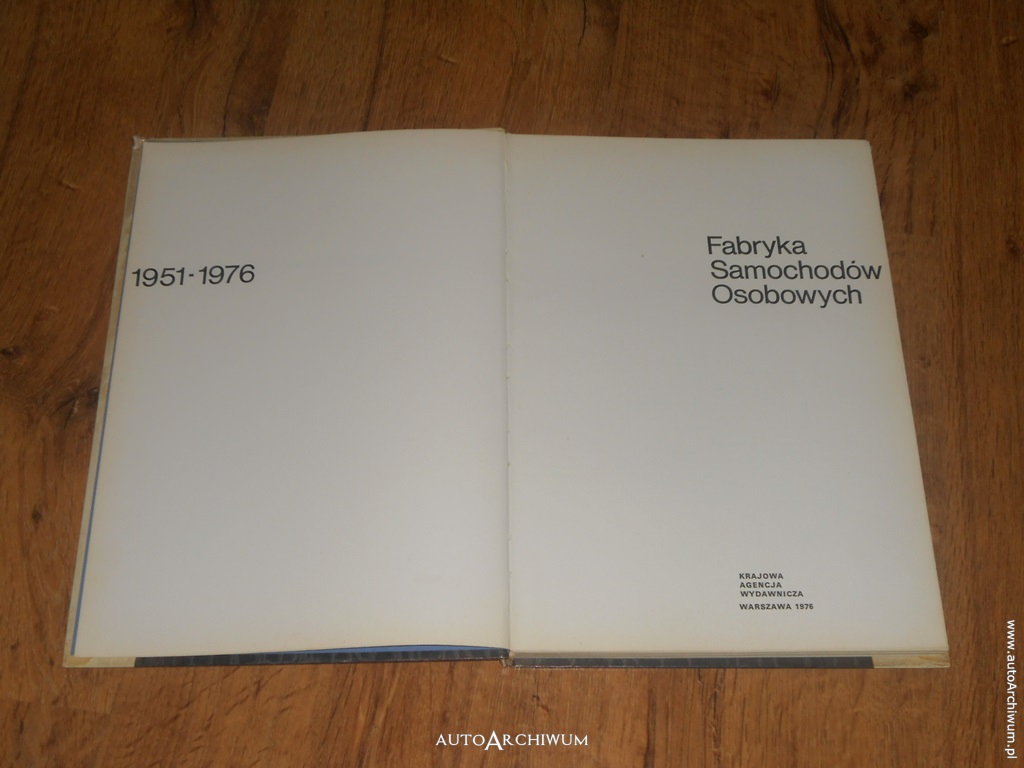 1951-1976
Fabryka
Samochodów
Osobowych
KRAJOWA
AGENCJA
WYDAWNICZA
WARSZAWA 1976
AUTOARCHIWUM
www.autoArchiwum.pl